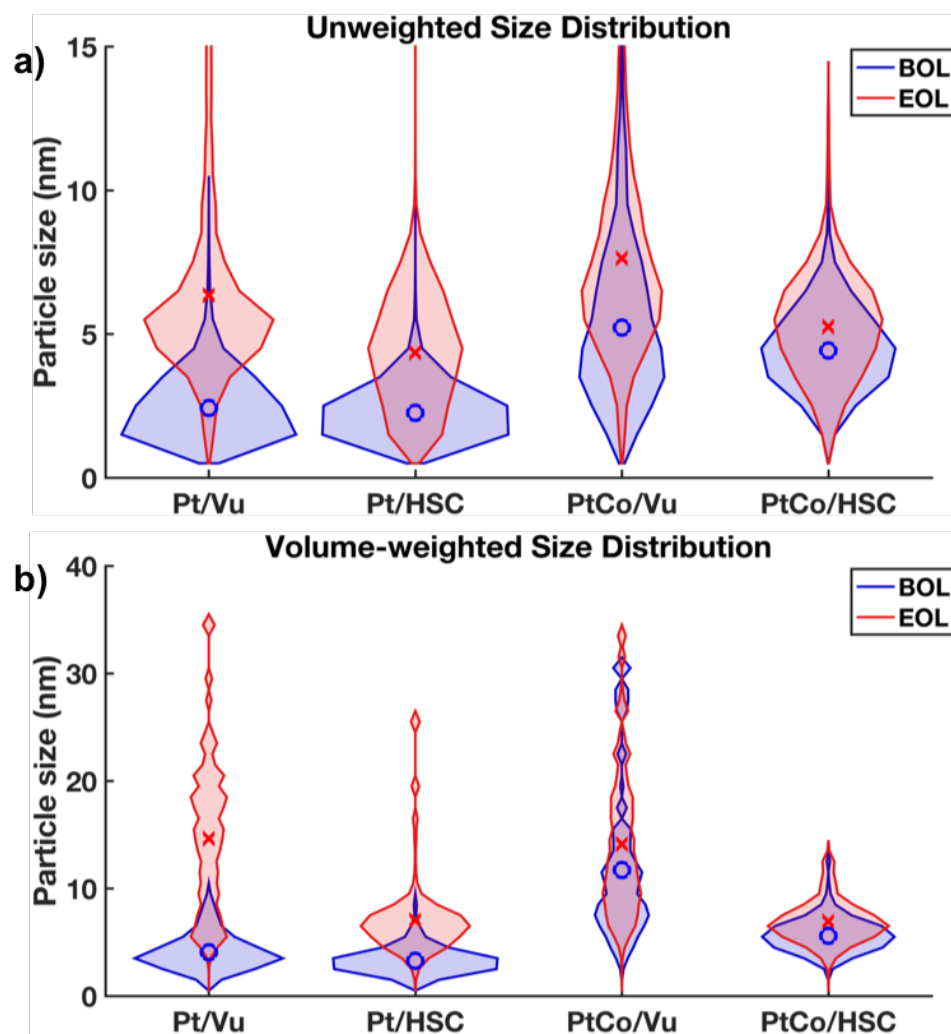 Unweighted Size Distribution
a)
15
10
5
0
Particle size (nm)
BOL
EOL
Pt/Vu Pt/HSC PtCo/Vu PtCo/HSC
Volume-weighted Size Distribution
b)
40
30
20
10
0
Particle size (nm)
BOL
EOL
Pt/Vu Pt/HSC PtCo/Vu PtCo/HSC